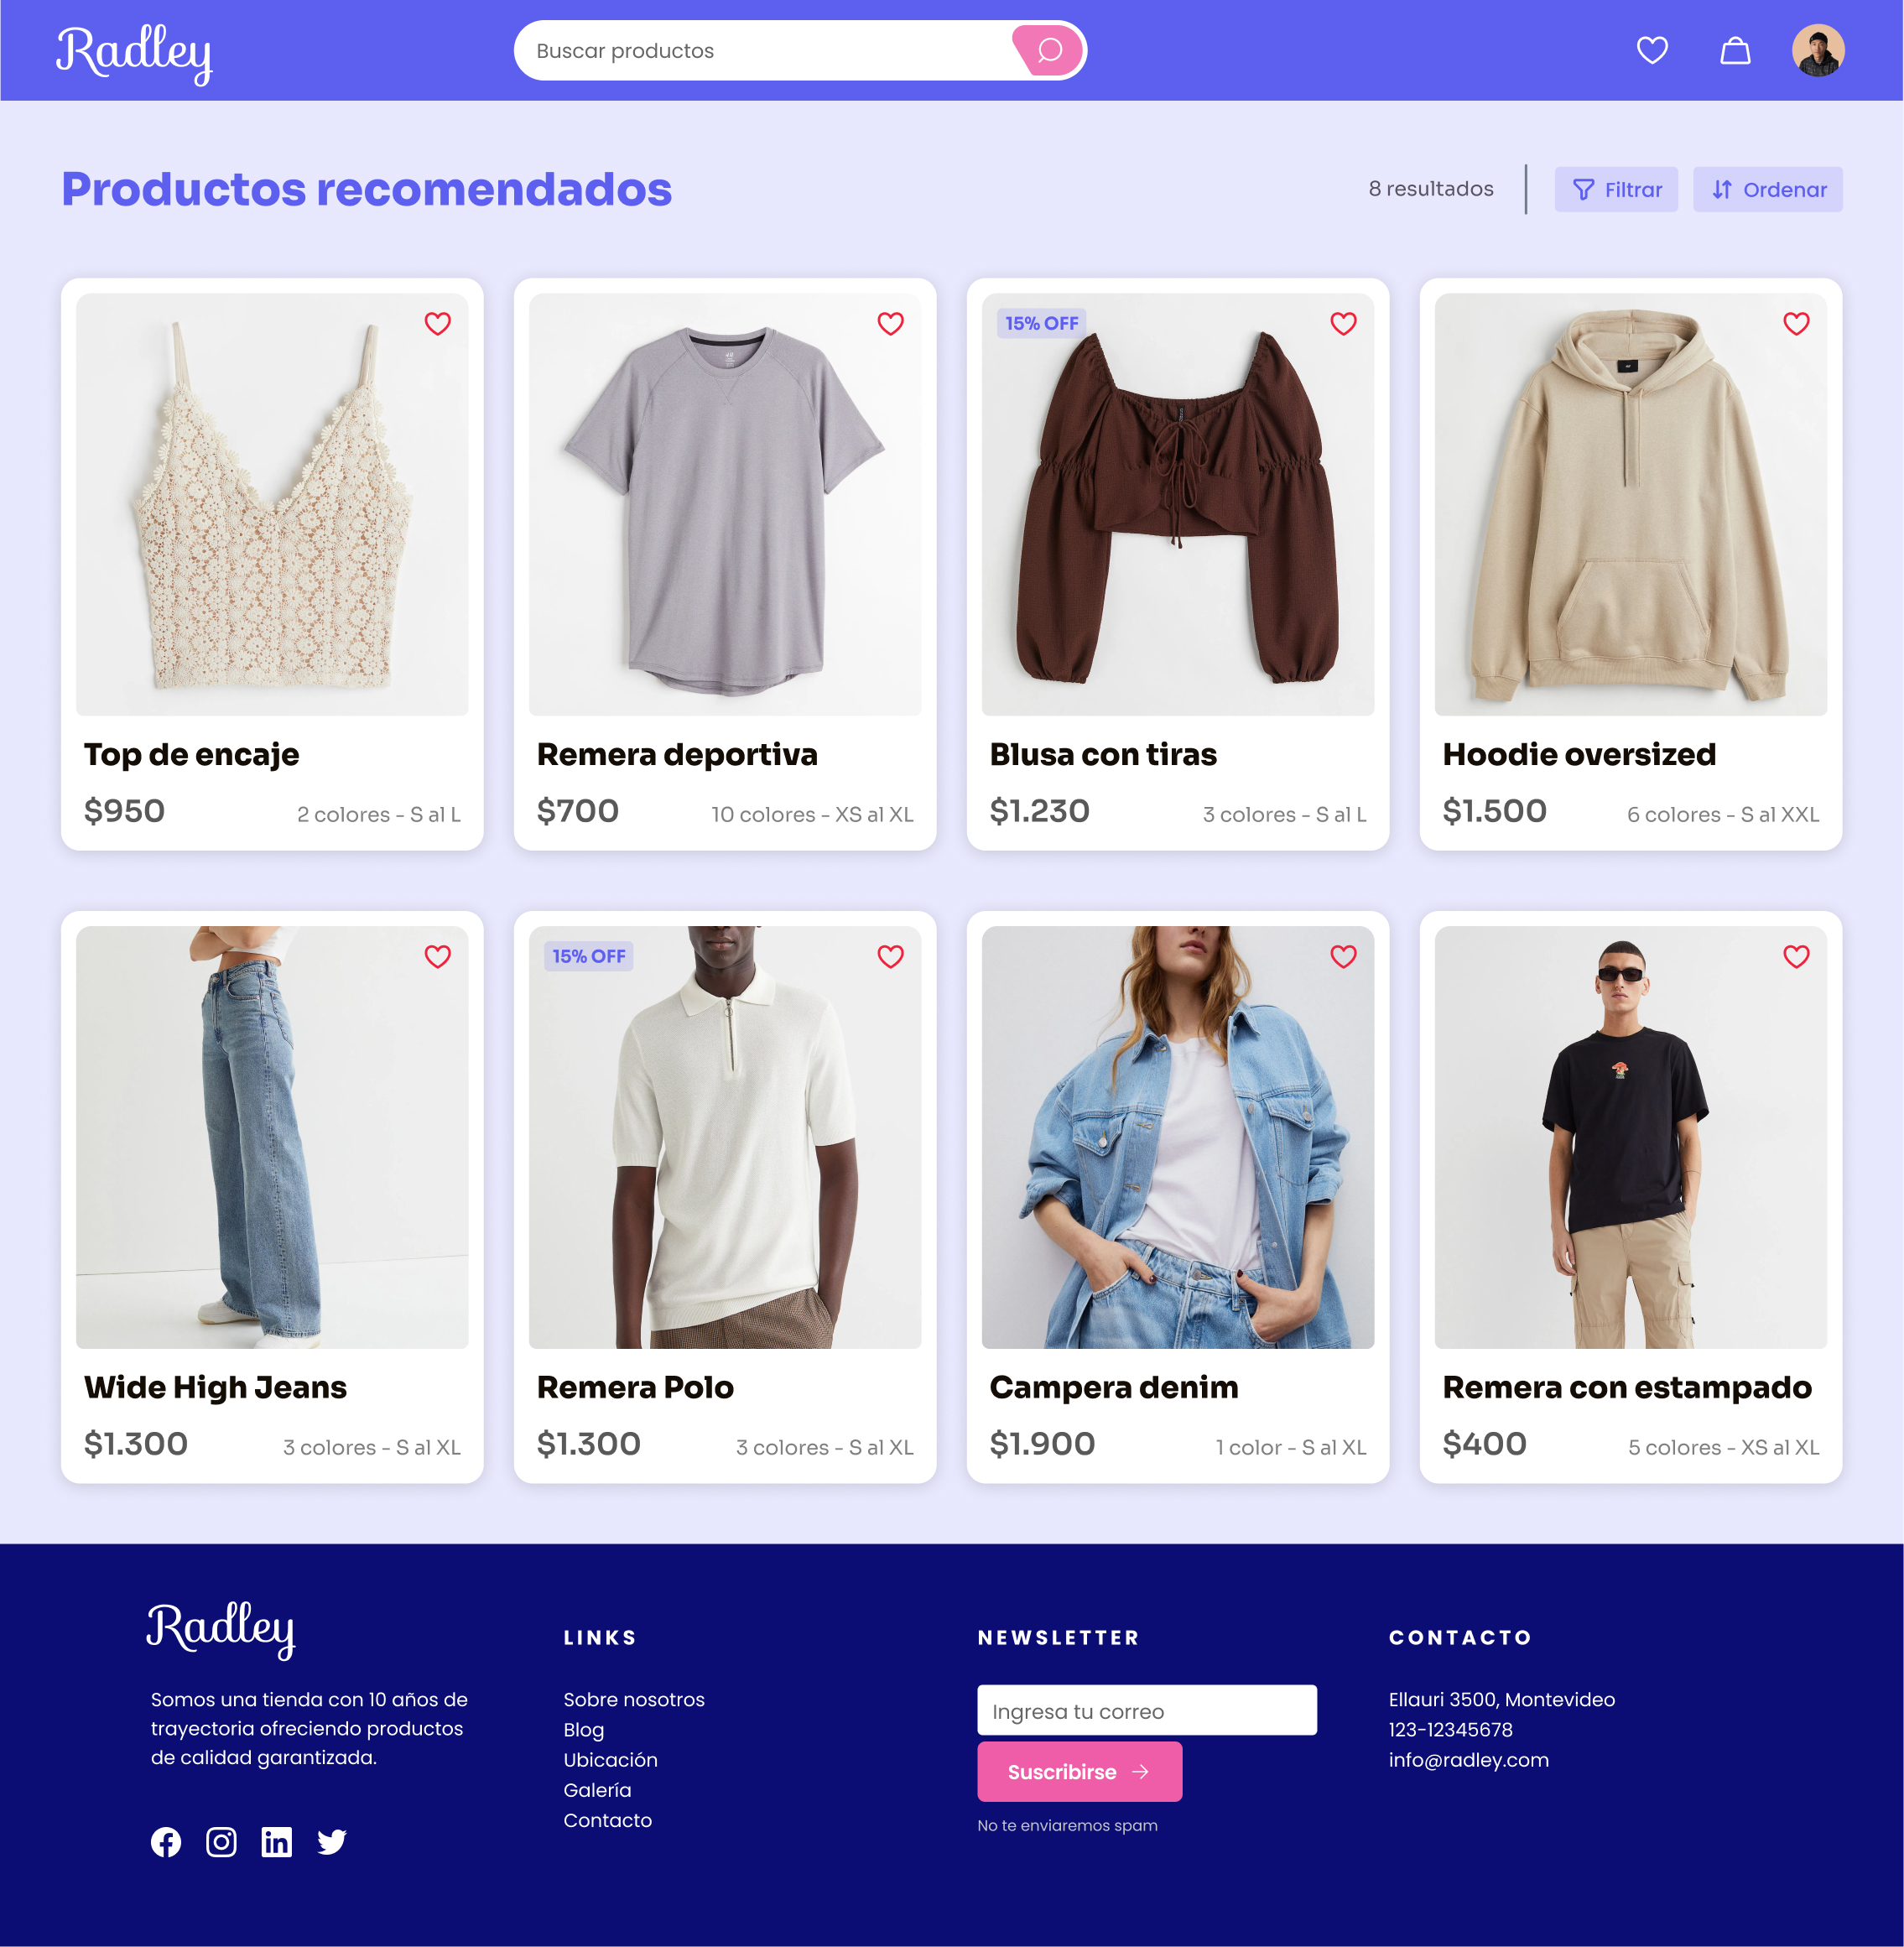 Radley
Buscar productos
Productos recomendados
8 resultados
Filtrar
Ordenar
15% OFF
Top de encaje
$950
2 colores - S al L
Remera deportiva
$700
10 colores - XS al XL
Blusa con tiras
$1.230
3 colores - S al L
Hoodie oversized
$1.500
6 colores - S al XXL
15% OFF
Wide High Jeans
$1.300
3 colores - S al XL
Remera Polo
$1.300
3 colores - S al XL
Campera denim
$1.900
1 color - S al XL
Remera con estampado
$400
5 colores - XS al XL
Radley
Somos una tienda con 10 años de
trayectoria ofreciendo productos
de calidad garantizada.
LINKS
Sobre nosotros
Blog
Ubicación
Galería
Contacto
NEWSLETTER
Ingresa tu correo
Suscribirse
No te enviaremos spam
CONTACTO
Ellauri 3500, Montevideo
123-12345678
info@radley.com